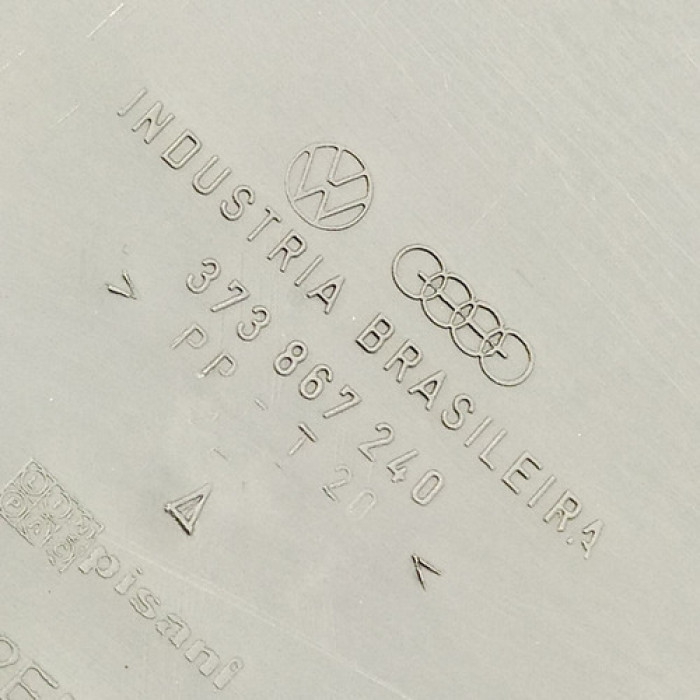 INDUSTRIA BRASILEIRA
373 867 240
PP - T 20
pisani